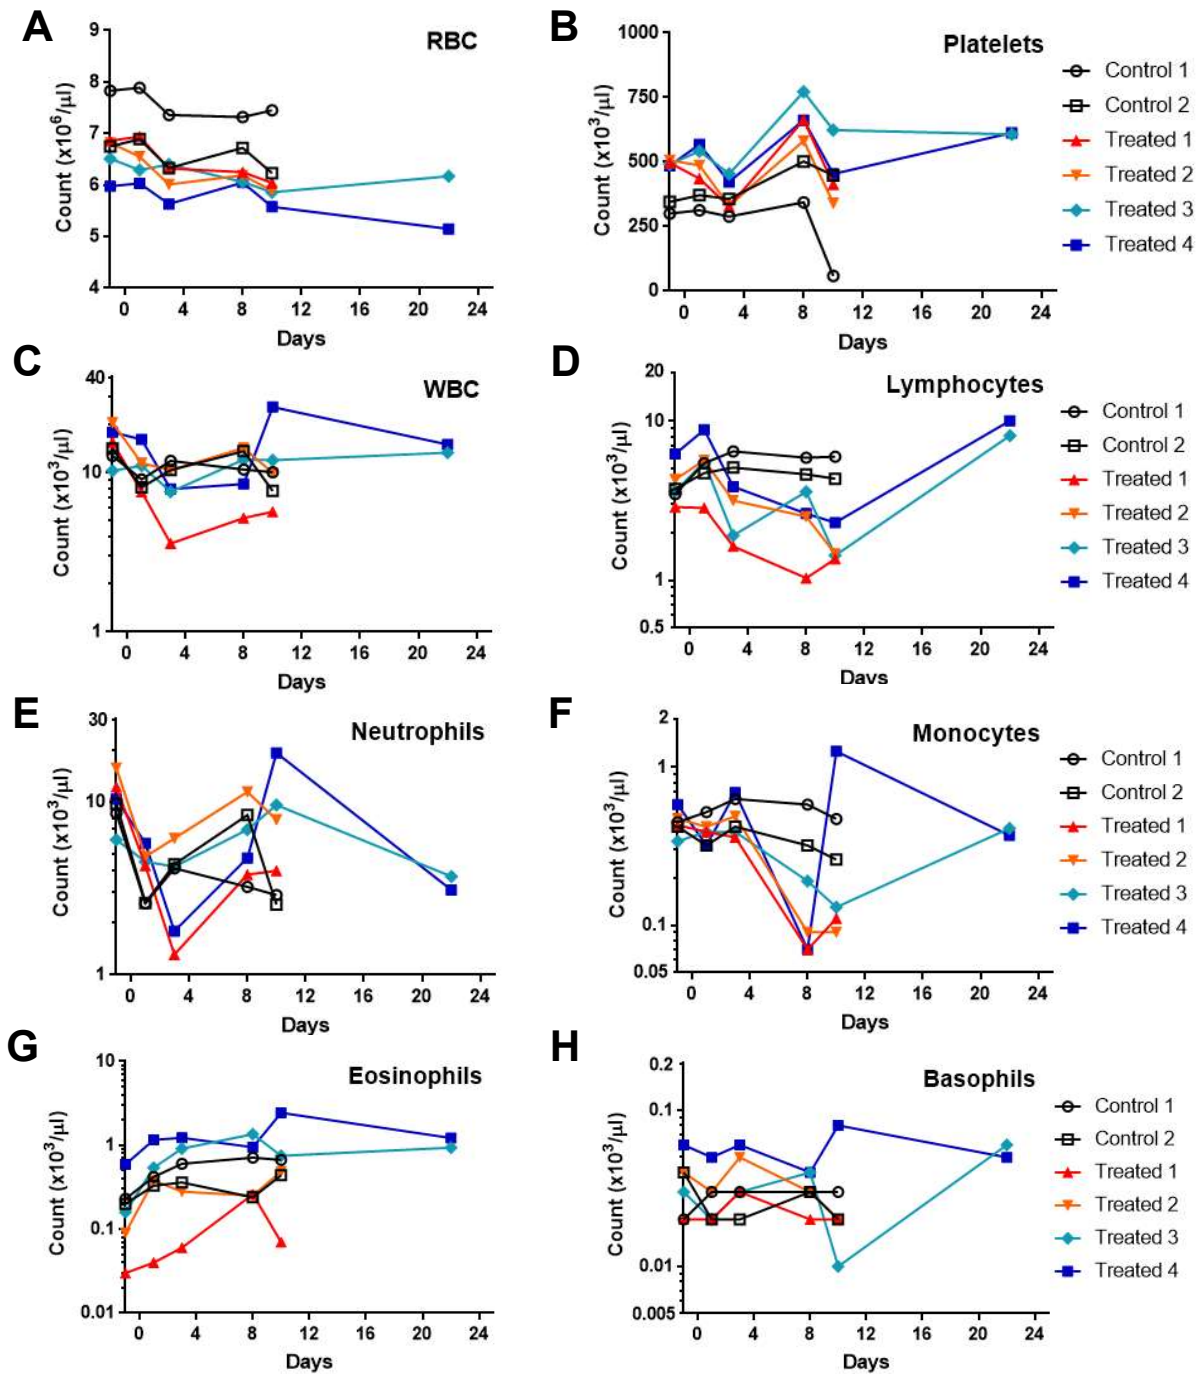 A
RBC
9
8
7
6
5
4
Count (x10⁶/µl)
0 4 8 12 16 20 24
Days
B
Platelets
1000
750
500
250
0
Count (x10³/µl)
0 4 8 12 16 20 24
Days
Control 1
Control 2
Treated 1
Treated 2
Treated 3
Treated 4
C
WBC
40
10
1
Count (x10³/µl)
0 4 8 12 16 20 24
Days
D
Lymphocytes
20
10
1
0.5
Count (x10³/µl)
0 4 8 12 16 20 24
Days
Control 1
Control 2
Treated 1
Treated 2
Treated 3
Treated 4
E
Neutrophils
30
10
1
Count (x10³/µl)
0 4 8 12 16 20 24
Days
F
Monocytes
2
1
0.1
0.05
Count (x10³/µl)
0 4 8 12 16 20 24
Days
Control 1
Control 2
Treated 1
Treated 2
Treated 3
Treated 4
G
Eosinophils
10
1
0.1
0.01
Count (x10³/µl)
0 4 8 12 16 20 24
Days
H
Basophils
0.2
0.1
0.01
0.005
Count (x10³/µl)
0 4 8 12 16 20 24
Days
Control 1
Control 2
Treated 1
Treated 2
Treated 3
Treated 4